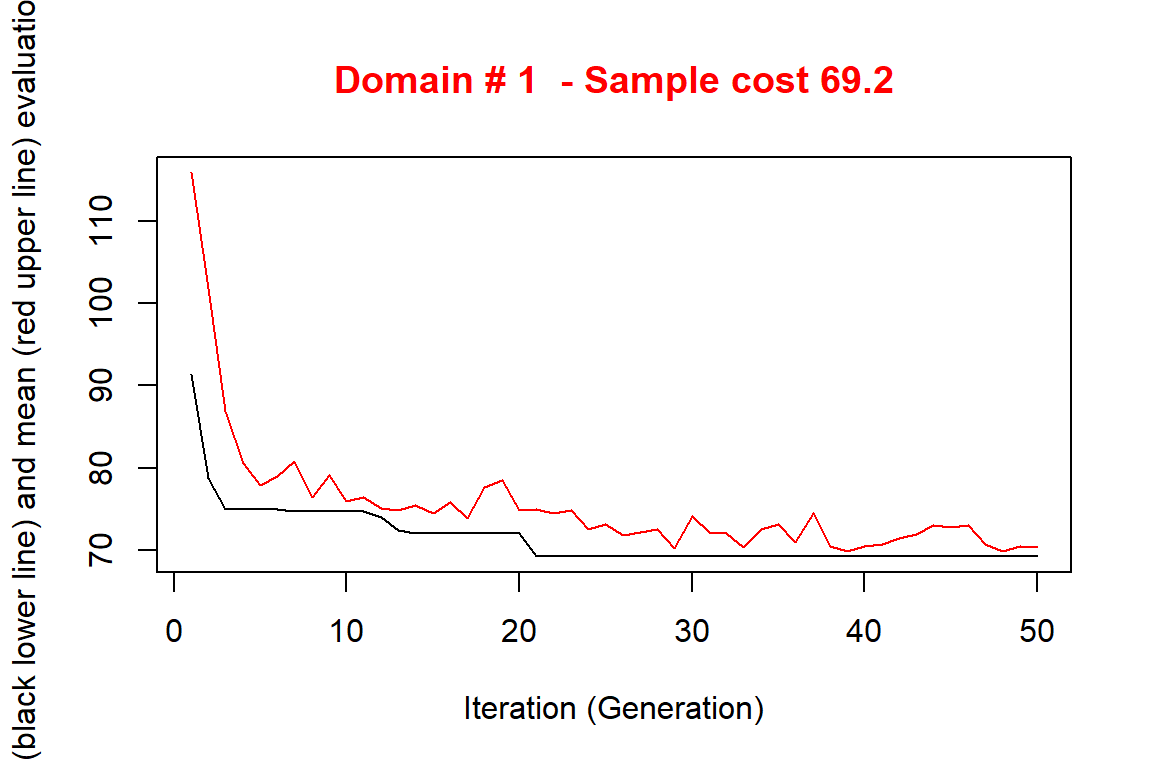 Domain # 1  - Sample cost 69.2
(black lower line) and mean (red upper line) evaluatio
110
100
90
80
70
0 10 20 30 40 50
Iteration (Generation)